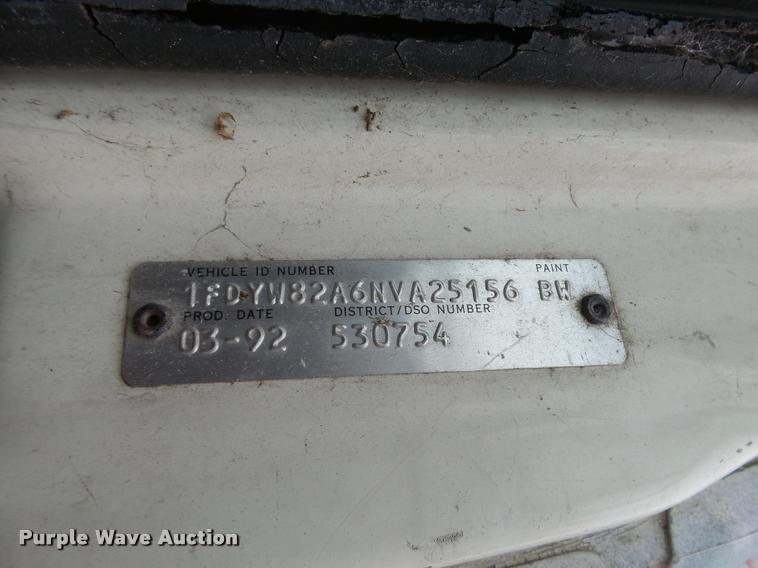 VEHICLE ID NUMBER PAINT
1FDYW82A6NVA25156 BW
PROD. DATE DISTRICT/DSO NUMBER
03-92 530754
Purple Wave Auction